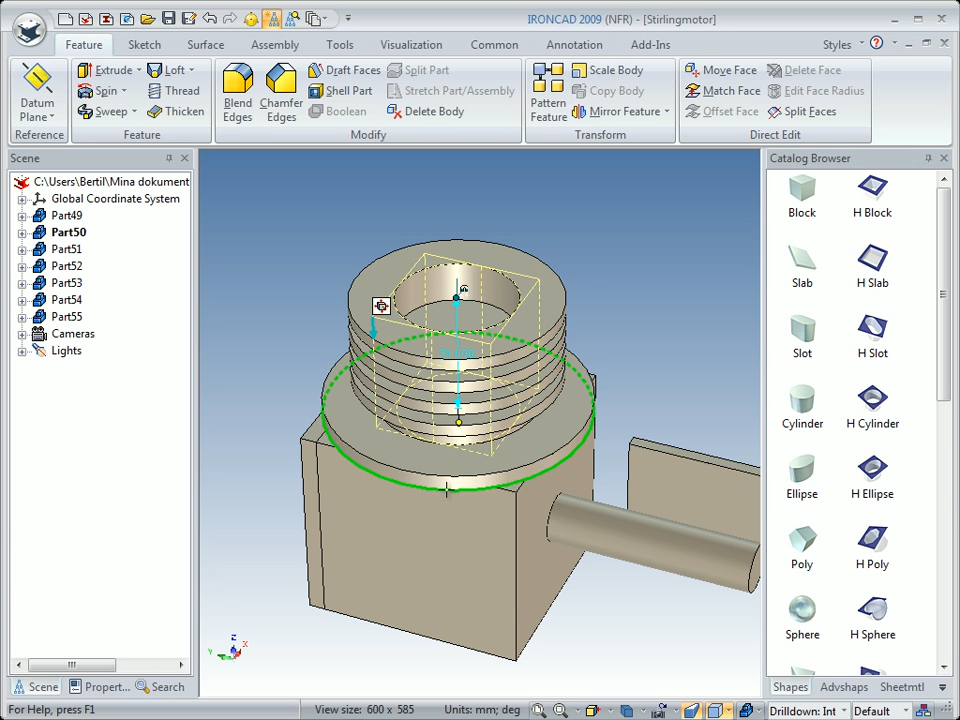 IRONCAD 2009 (NFR) - [Stirlingmotor]
Feature Sketch Surface Assembly Tools Visualization Common Annotation Add-Ins Styles
Datum Plane
Extrude Loft
Spin Thread
Sweep Thicken
Blend Edges
Chamfer Edges
Draft Faces Split Part
Shell Part Stretch Part/Assembly
Boolean Delete Body
Pattern Feature
Scale Body
Copy Body
Mirror Feature
Move Face Delete Face
Match Face Edit Face Radius
Offset Face Split Faces
Reference Feature Modify Transform Direct Edit
Scene
C:\Users\Bertil\Mina dokument
Global Coordinate System
Part49
Part50
Part51
Part52
Part53
Part54
Part55
Cameras
Lights
Z
X
Y
Catalog Browser
Block H Block
Slab H Slab
Slot H Slot
Cylinder H Cylinder
Ellipse H Ellipse
Poly H Poly
Sphere H Sphere
Scene Propert... Search
Shapes Advshaps Sheetmtl
For Help, press F1 View size: 600 x 585 Units: mm; deg Drilldown: Int Default